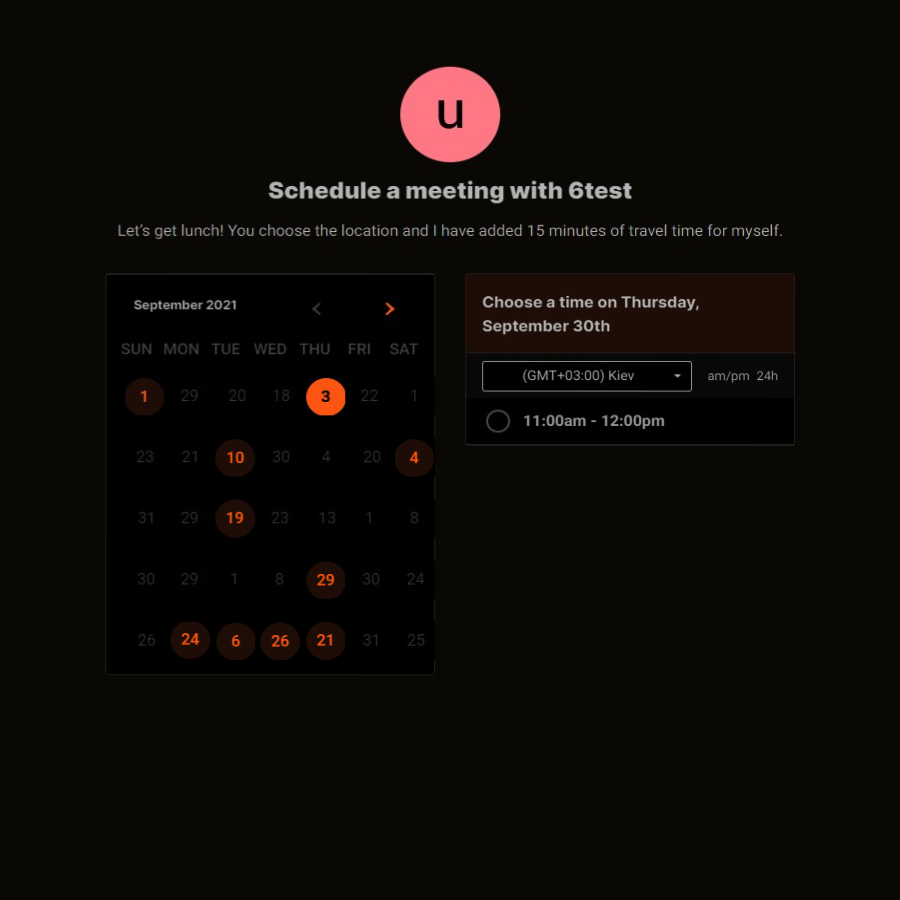 u
Schedule a meeting with 6test
Let's get lunch! You choose the location and I have added 15 minutes of travel time for myself.
September 2021
SUN MON TUE WED THU FRI SAT
1 29 20 18 3 22 1
23 21 10 30 4 20 4
31 29 19 23 13 1 8
30 29 1 8 29 30 24
26 24 6 26 21 31 25
Choose a time on Thursday,
September 30th
(GMT+03:00) Kiev am/pm 24h
11:00am - 12:00pm